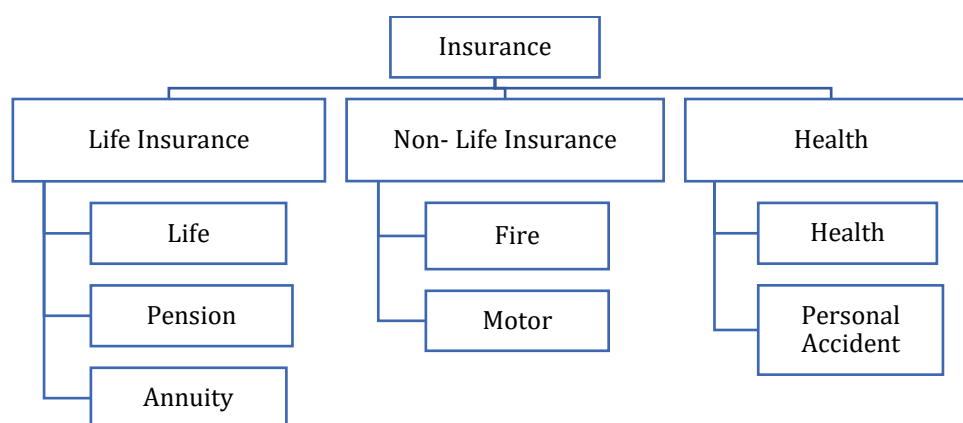 Insurance
Life Insurance
Non- Life Insurance
Health
Life
Pension
Annuity
Fire
Motor
Health
Personal
Accident